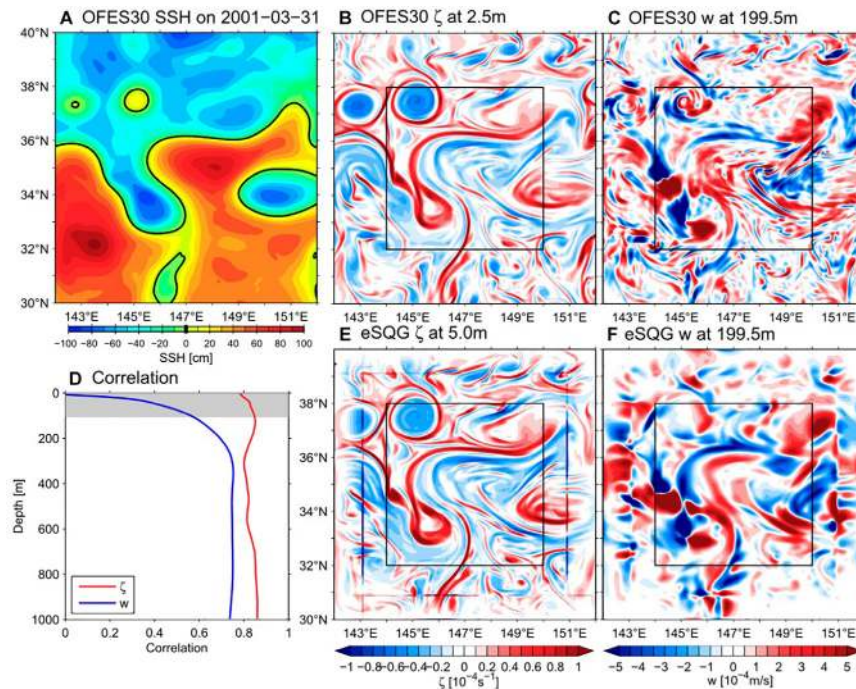 A OFES30 SSH on 2001−03−31
40°N
38°N
36°N
34°N
32°N
30°N
143°E 145°E 147°E 149°E 151°E
−100 −80 −60 −40 −20 0 20 40 60 80 100
SSH [cm]
B OFES30 ζ at 2.5m
143°E 145°E 147°E 149°E 151°E
C OFES30 w at 199.5m
143°E 145°E 147°E 149°E 151°E
D Correlation
0
200
400
600
800
1000
Depth [m]
ζ
w
0 0.2 0.4 0.6 0.8 1
Correlation
E eSQG ζ at 5.0m
38°N
36°N
34°N
32°N
30°N
143°E 145°E 147°E 149°E 151°E
−1 −0.8 −0.6 −0.4 −0.2 0 0.2 0.4 0.6 0.8 1
ζ [10⁻⁴s⁻¹]
F eSQG w at 199.5m
143°E 145°E 147°E 149°E 151°E
−5 −4 −3 −2 −1 0 1 2 3 4 5
w [10⁻⁴m/s]